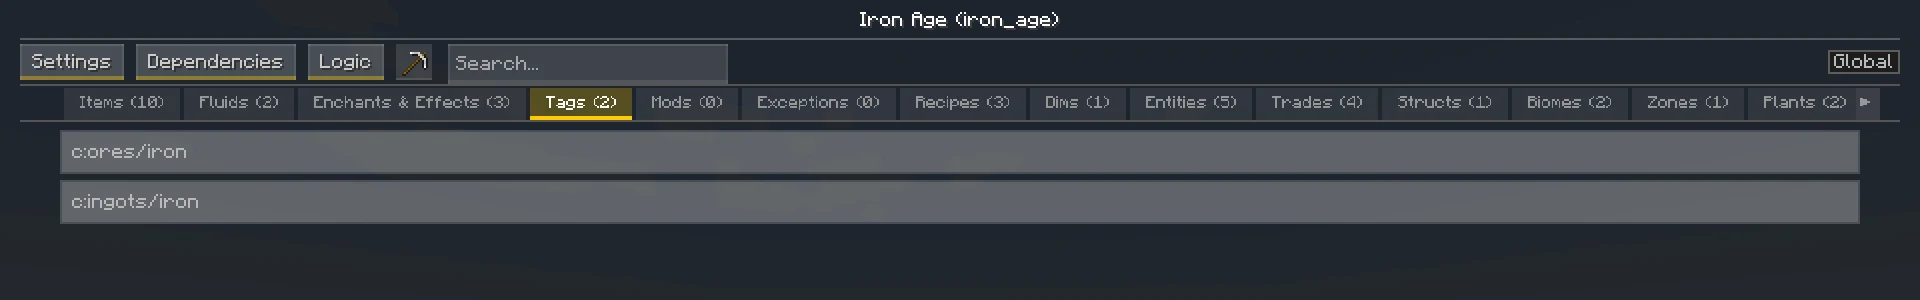 Iron Age (iron_age)
Settings Dependencies Logic Search... Global
Items (10) Fluids (2) Enchants & Effects (3) Tags (2) Mods (0) Exceptions (0) Recipes (3) Dims (1) Entities (5) Trades (4) Structs (1) Biomes (2) Zones (1) Plants (2)
c:ores/iron
c:ingots/iron